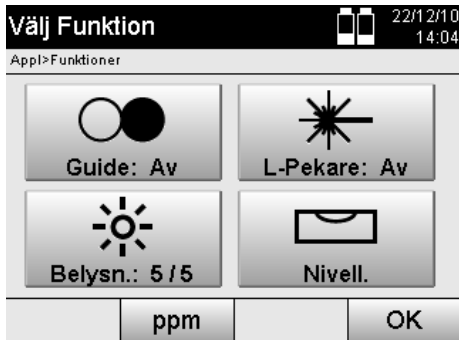 Välj Funktion
22/12/10
14:04
Appl>Funktioner
Guide: Av
L-Pekare: Av
Belysn.: 5/5
Nivell.
ppm
OK